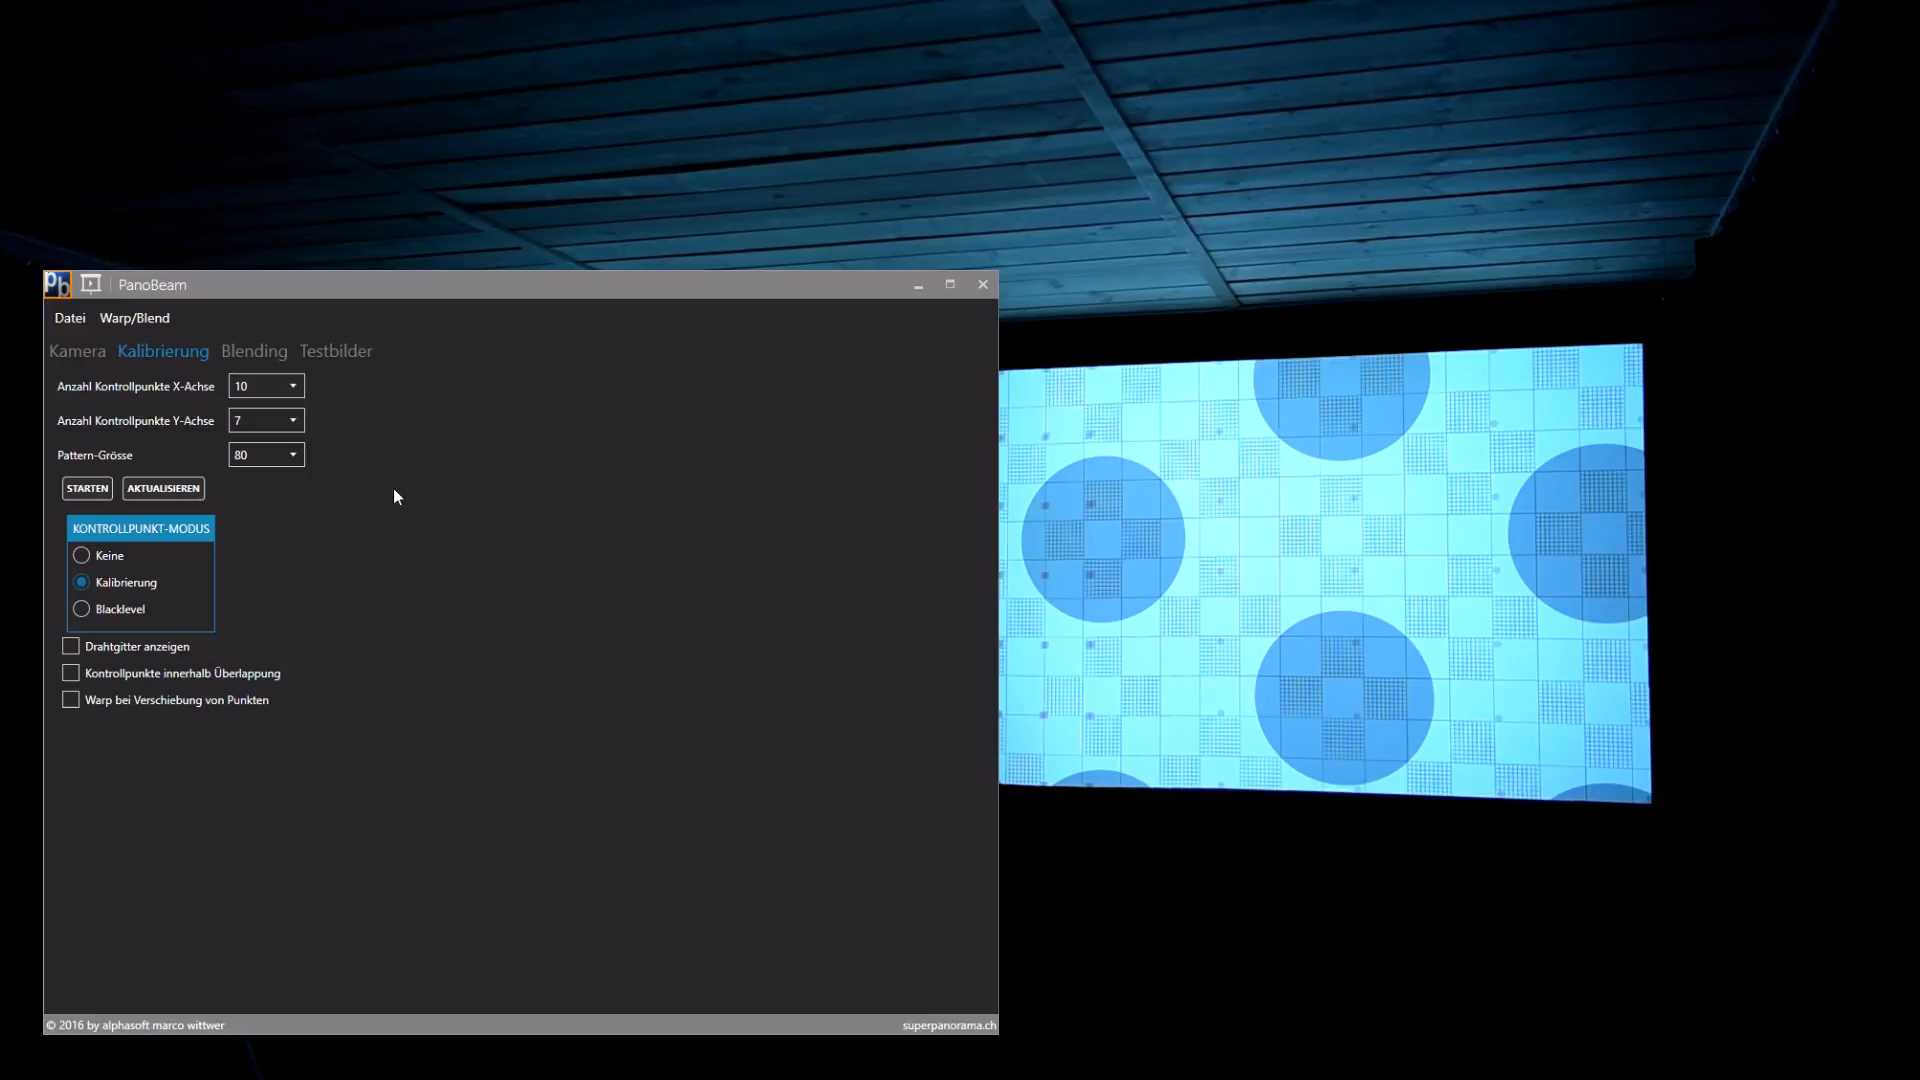 pb PanoBeam
Datei Warp/Blend
Kamera Kalibrierung Blending Testbilder
Anzahl Kontrollpunkte X-Achse 10
Anzahl Kontrollpunkte Y-Achse 7
Pattern-Grösse 80
STARTEN AKTUALISIEREN
KONTROLLPUNKT-MODUS
Keine
Kalibrierung
Blacklevel
Drahtgitter anzeigen
Kontrollpunkte innerhalb Überlappung
Warp bei Verschiebung von Punkten
© 2016 by alphasoft marco wittwer superpanorama.ch